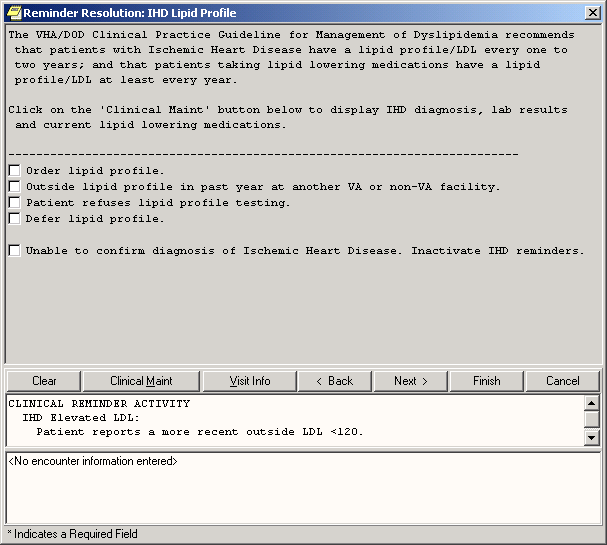 Reminder Resolution: IHD Lipid Profile
The VHA/DOD Clinical Practice Guideline for Management of Dyslipidemia recommends
that patients with Ischemic Heart Disease have a lipid profile/LDL every one to
two years; and that patients taking lipid lowering medications have a lipid
profile/LDL at least every year.
Click on the 'Clinical Maint' button below to display IHD diagnosis, lab results
and current lipid lowering medications.
--------------------------------------------------------------------
Order lipid profile.
Outside lipid profile in past year at another VA or non-VA facility.
Patient refuses lipid profile testing.
Defer lipid profile.
Unable to confirm diagnosis of Ischemic Heart Disease. Inactivate IHD reminders.
Clear Clinical Maint Visit Info < Back Next > Finish Cancel
CLINICAL REMINDER ACTIVITY
IHD Elevated LDL:
Patient reports a more recent outside LDL <120.
<No encounter information entered>
* Indicates a Required Field